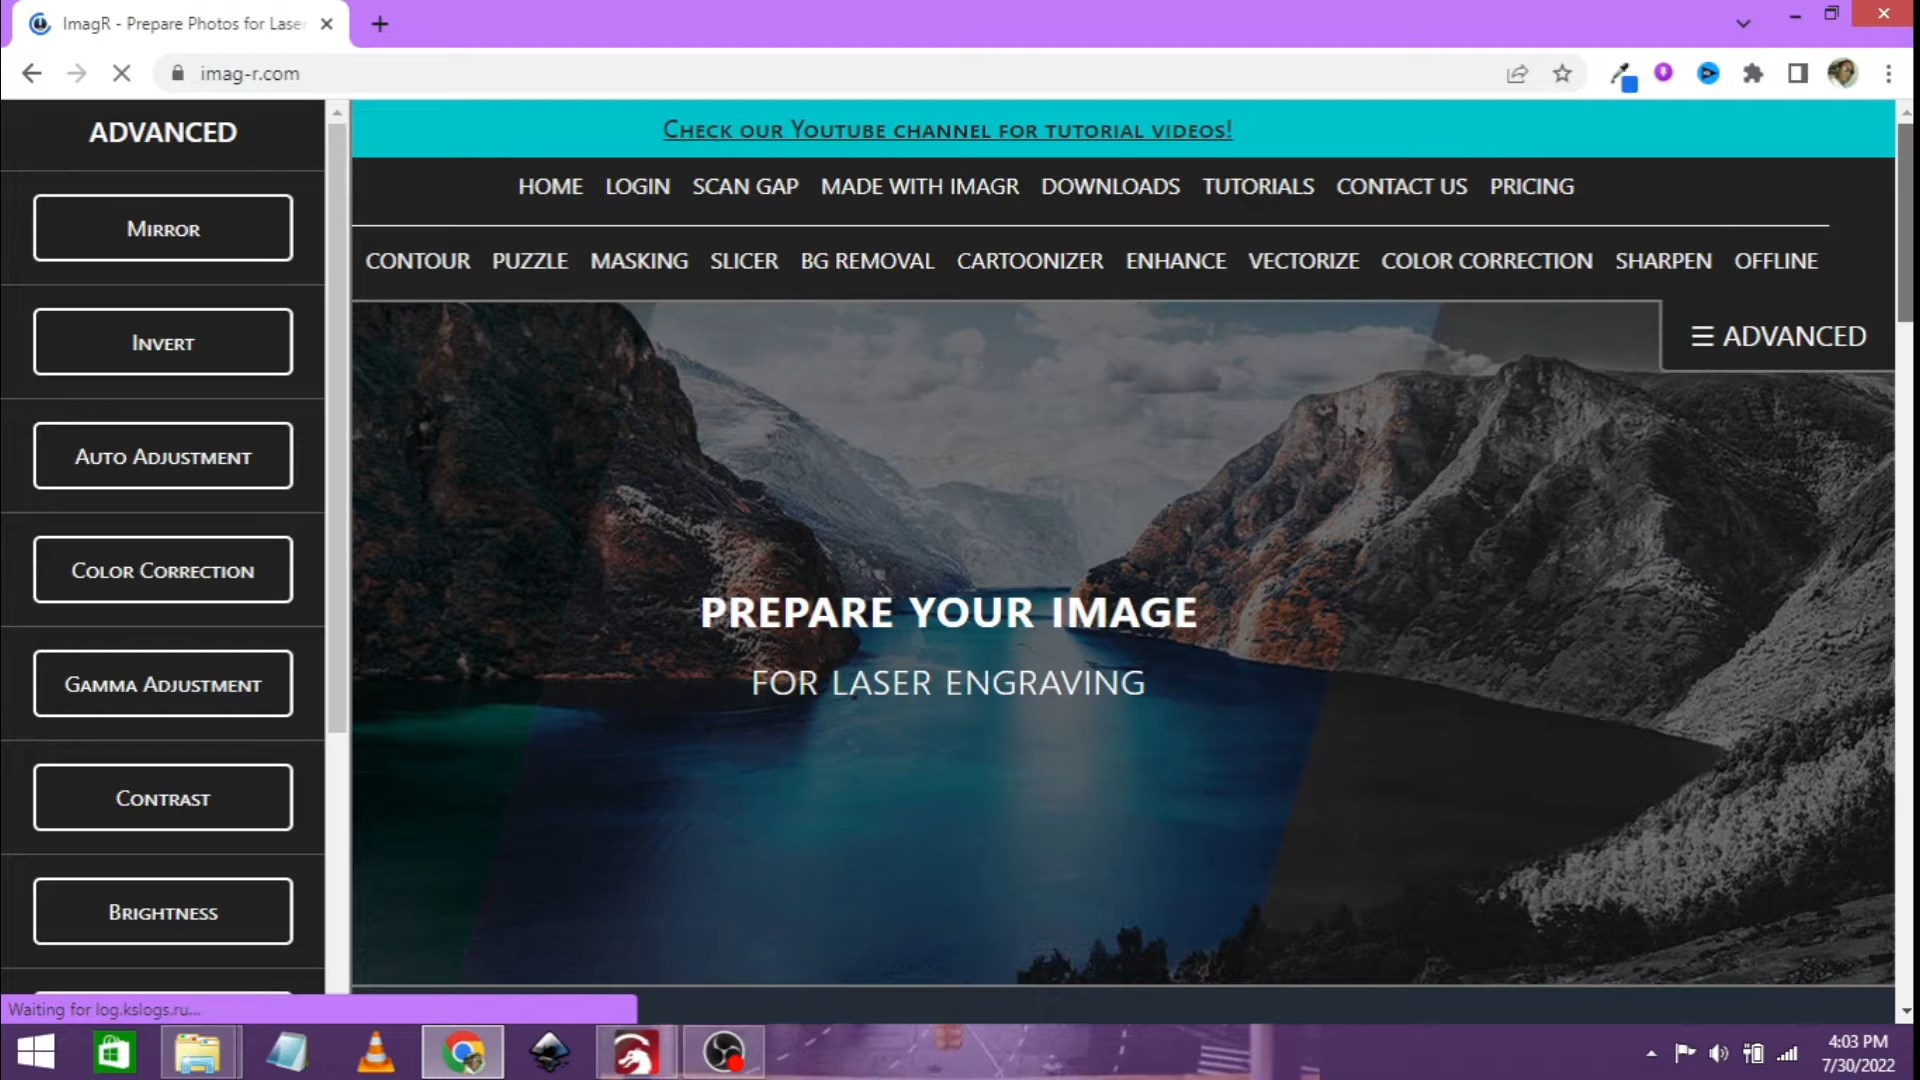 ImagR - Prepare Photos for Laser
imag-r.com
ADVANCED
Mirror
Invert
Auto Adjustment
Color Correction
Gamma Adjustment
Contrast
Brightness
Check our Youtube channel for tutorial videos!
HOME LOGIN SCAN GAP MADE WITH IMAGR DOWNLOADS TUTORIALS CONTACT US PRICING
CONTOUR PUZZLE MASKING SLICER BG REMOVAL CARTOONIZER ENHANCE VECTORIZE COLOR CORRECTION SHARPEN OFFLINE
☰ ADVANCED
PREPARE YOUR IMAGE
FOR LASER ENGRAVING
Waiting for log.kslogs.ru...
4:03 PM
7/30/2022